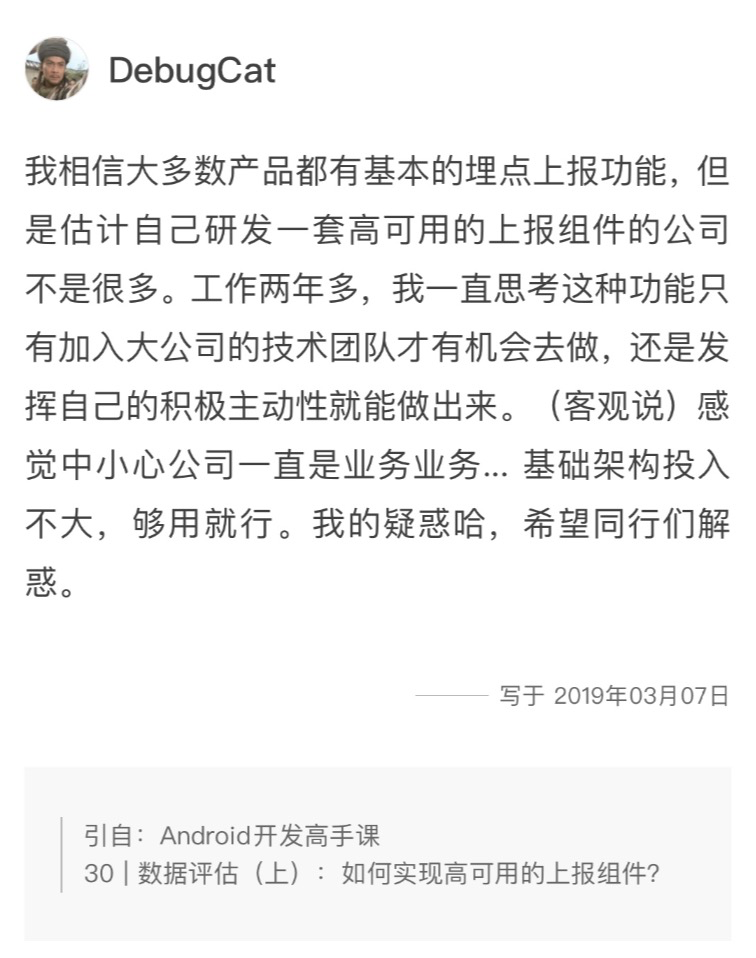 DebugCat
我相信大多数产品都有基本的埋点上报功能，但
是估计自己研发一套高可用的上报组件的公司
不是很多。工作两年多，我一直思考这种功能只
有加入大公司的技术团队才有机会去做，还是发
挥自己的积极主动性就能做出来。（客观说）感
觉中小心公司一直是业务业务... 基础架构投入
不大，够用就行。我的疑惑哈，希望同行们解
惑。
写于 2019年03月07日
引自：Android开发高手课
30 | 数据评估（上）：如何实现高可用的上报组件?